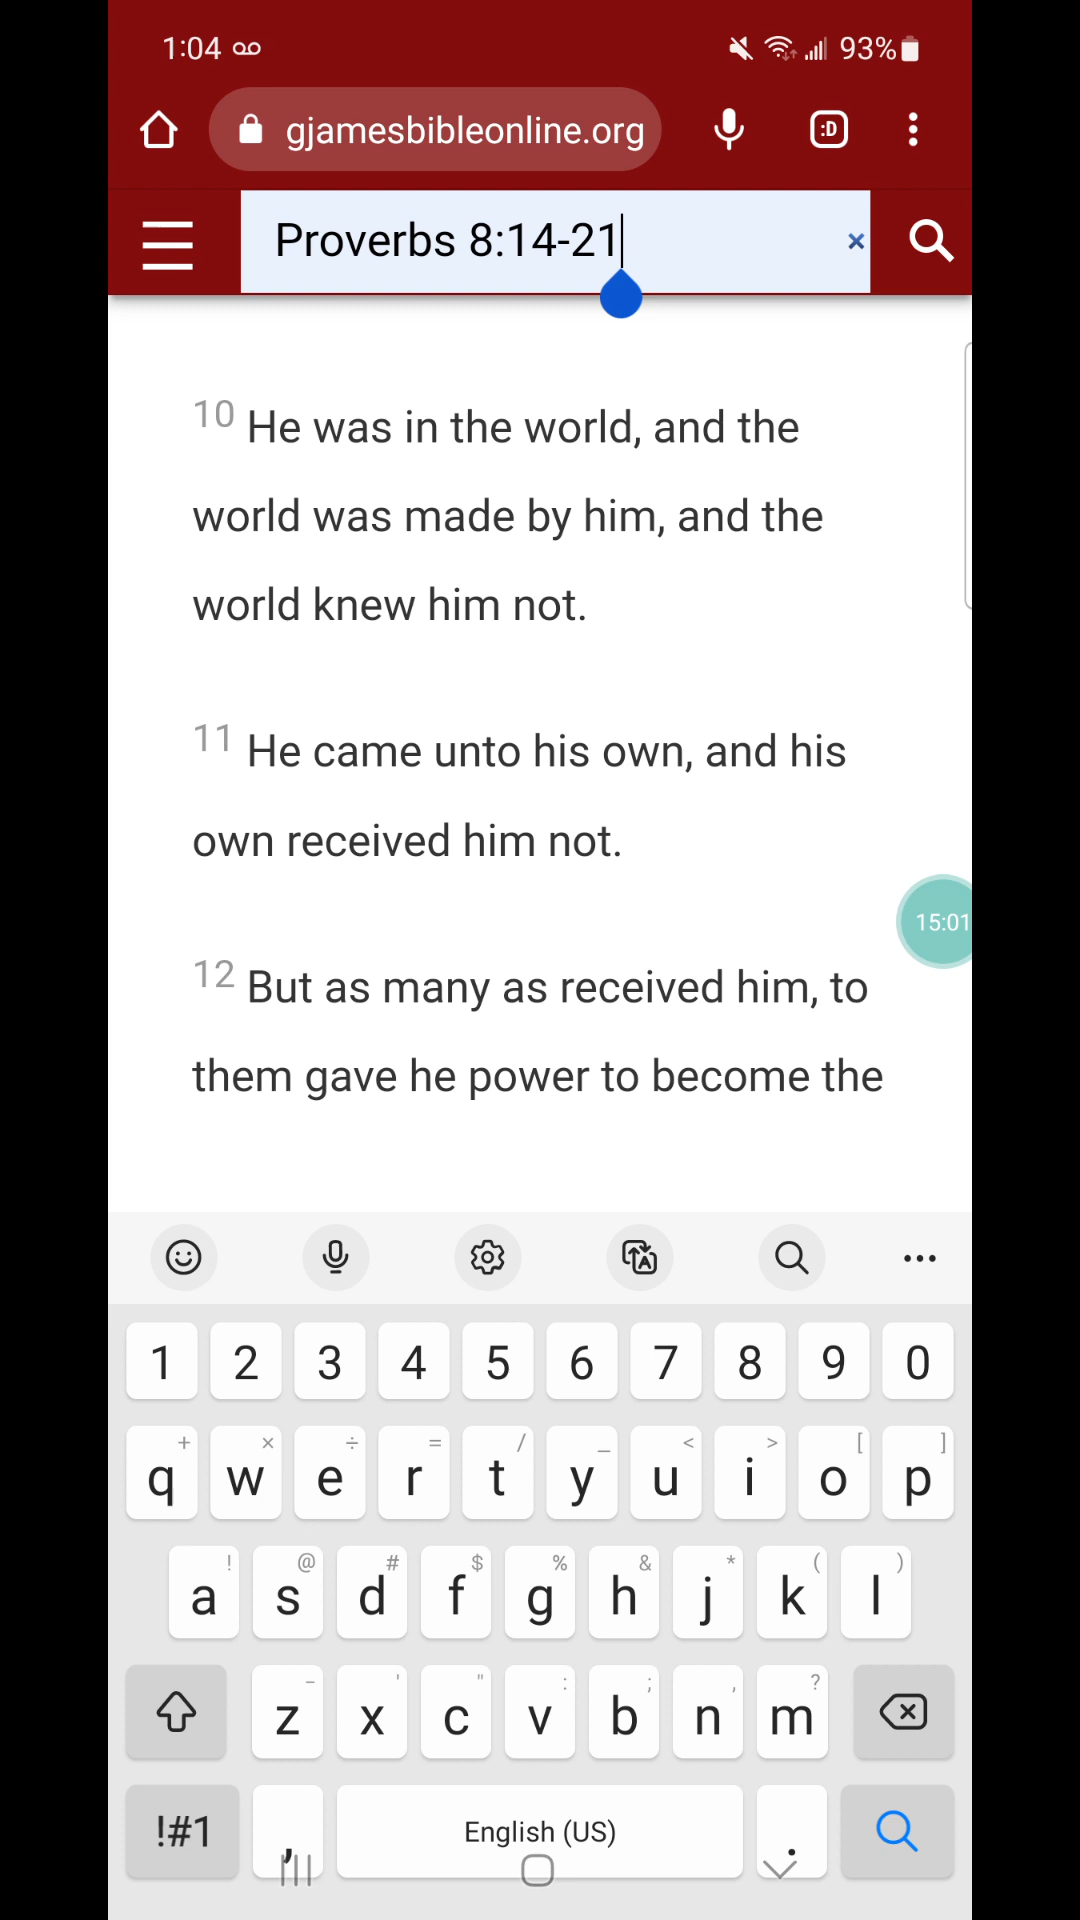 1:04 93%
gjamesbibleonline.org :D
Proverbs 8:14-21 ×
10 He was in the world, and the
world was made by him, and the
world knew him not.
11 He came unto his own, and his
own received him not.
15:01
12 But as many as received him, to
them gave he power to become the
1 2 3 4 5 6 7 8 9 0
+ × ÷ = / _ < > [ ]
q w e r t y u i o p
! @ # $ % & * ( )
a s d f g h j k l
- ' " : ; , ?
z x c v b n m
!#1 , English (US) .